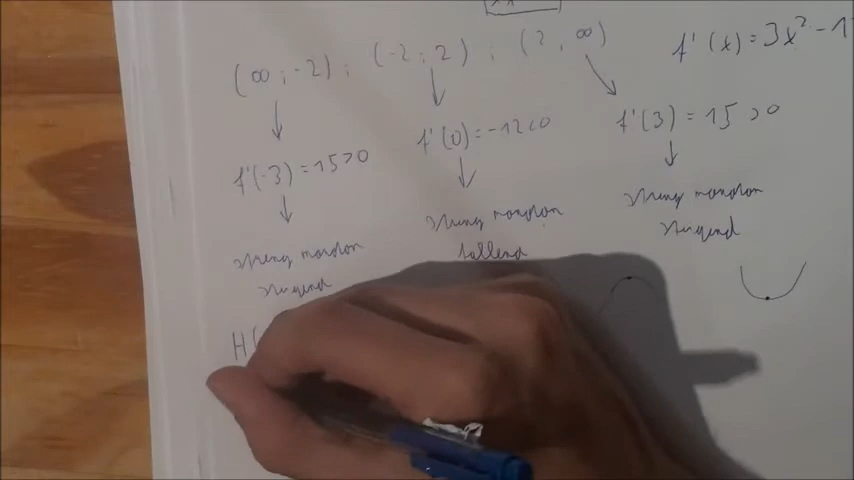 (∞ ; -2) ; (-2 ; 2) ; (2 , ∞)
f'(x) = 3x² - 1
f'(-3) = 15 > 0
f'(0) = -12 < 0
f'(3) = 15 > 0
streng monoton
steigend
streng monoton
fallend
streng monoton
steigend
H(